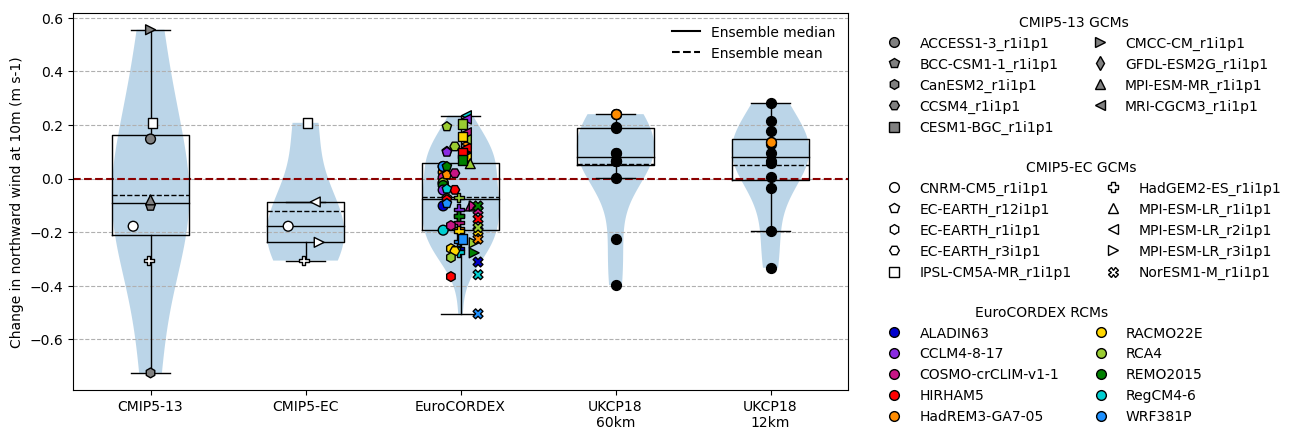 Change in northward wind at 10m (m s-1)
0.6
0.4
0.2
0.0
−0.2
−0.4
−0.6
Ensemble median
Ensemble mean
CMIP5-13
CMIP5-EC
EuroCORDEX
UKCP18
60km
UKCP18
12km
CMIP5-13 GCMs
ACCESS1-3_r1i1p1
BCC-CSM1-1_r1i1p1
CanESM2_r1i1p1
CCSM4_r1i1p1
CESM1-BGC_r1i1p1
CMCC-CM_r1i1p1
GFDL-ESM2G_r1i1p1
MPI-ESM-MR_r1i1p1
MRI-CGCM3_r1i1p1
CMIP5-EC GCMs
CNRM-CM5_r1i1p1
EC-EARTH_r12i1p1
EC-EARTH_r1i1p1
EC-EARTH_r3i1p1
IPSL-CM5A-MR_r1i1p1
HadGEM2-ES_r1i1p1
MPI-ESM-LR_r1i1p1
MPI-ESM-LR_r2i1p1
MPI-ESM-LR_r3i1p1
NorESM1-M_r1i1p1
EuroCORDEX RCMs
ALADIN63
CCLM4-8-17
COSMO-crCLIM-v1-1
HIRHAM5
HadREM3-GA7-05
RACMO22E
RCA4
REMO2015
RegCM4-6
WRF381P